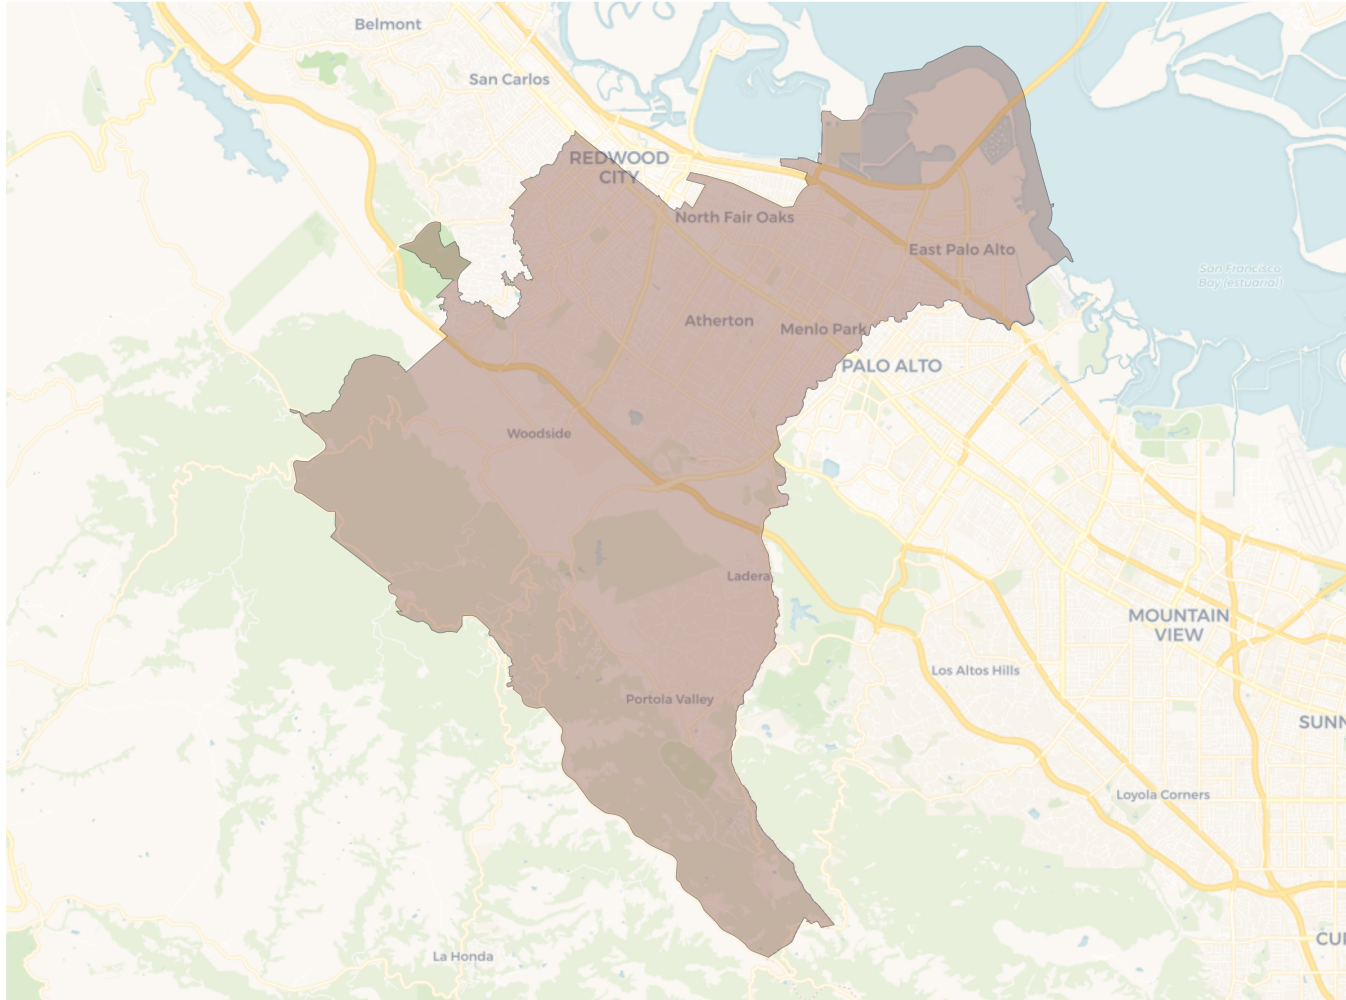 Belmont
San Carlos
REDWOOD
CITY
North Fair Oaks
East Palo Alto
San Francisco
Bay (estuarial)
Atherton
Menlo Park
PALO ALTO
Woodside
Ladera
MOUNTAIN
VIEW
Los Altos Hills
Portola Valley
SUNN
Loyola Corners
CUP
La Honda